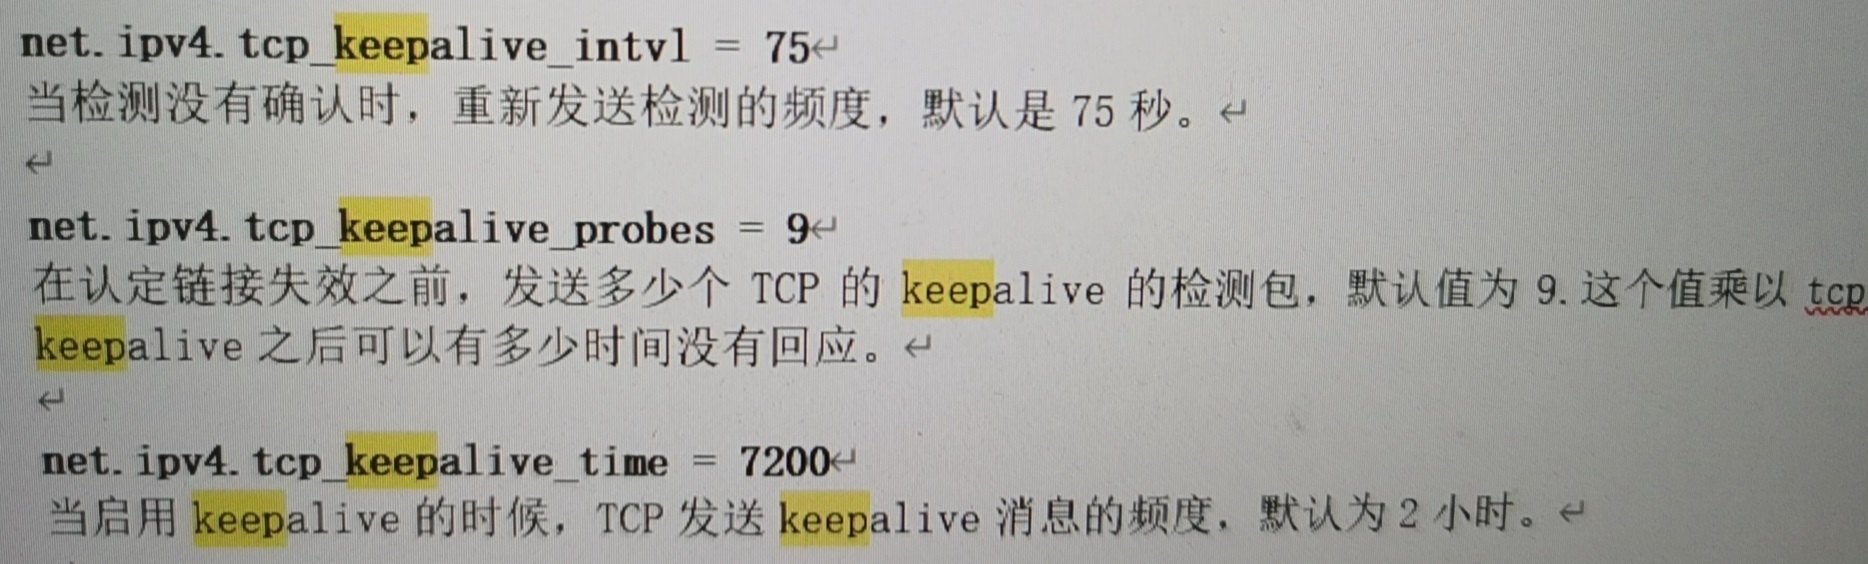 net.ipv4.tcp_keepalive_intvl = 75↵
当检测没有确认时，重新发送检测的频度，默认是 75 秒。↵
↵
net.ipv4.tcp_keepalive_probes = 9↵
在认定链接失效之前，发送多少个 TCP 的 keepalive 的检测包，默认值为 9.这个值乘以 tcp
keepalive 之后可以有多少时间没有回应。↵
↵
net.ipv4.tcp_keepalive_time = 7200↵
当启用 keepalive 的时候，TCP 发送 keepalive 消息的频度．默认为 2 小时。↵